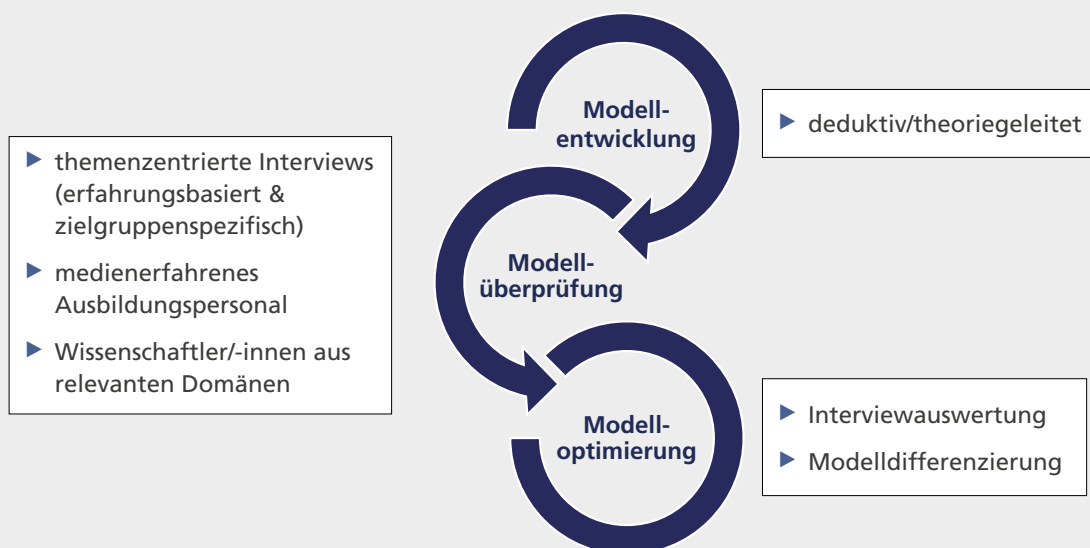 Modell-
entwicklung
▶ deduktiv/theoriegeleitet
▶ themenzentrierte Interviews
(erfahrungsbasiert &
zielgruppenspezifisch)
▶ medienerfahrenes
Ausbildungspersonal
▶ Wissenschaftler/-innen aus
relevanten Domänen
Modell-
überprüfung
Modell-
optimierung
▶ Interviewauswertung
▶ Modelldifferenzierung